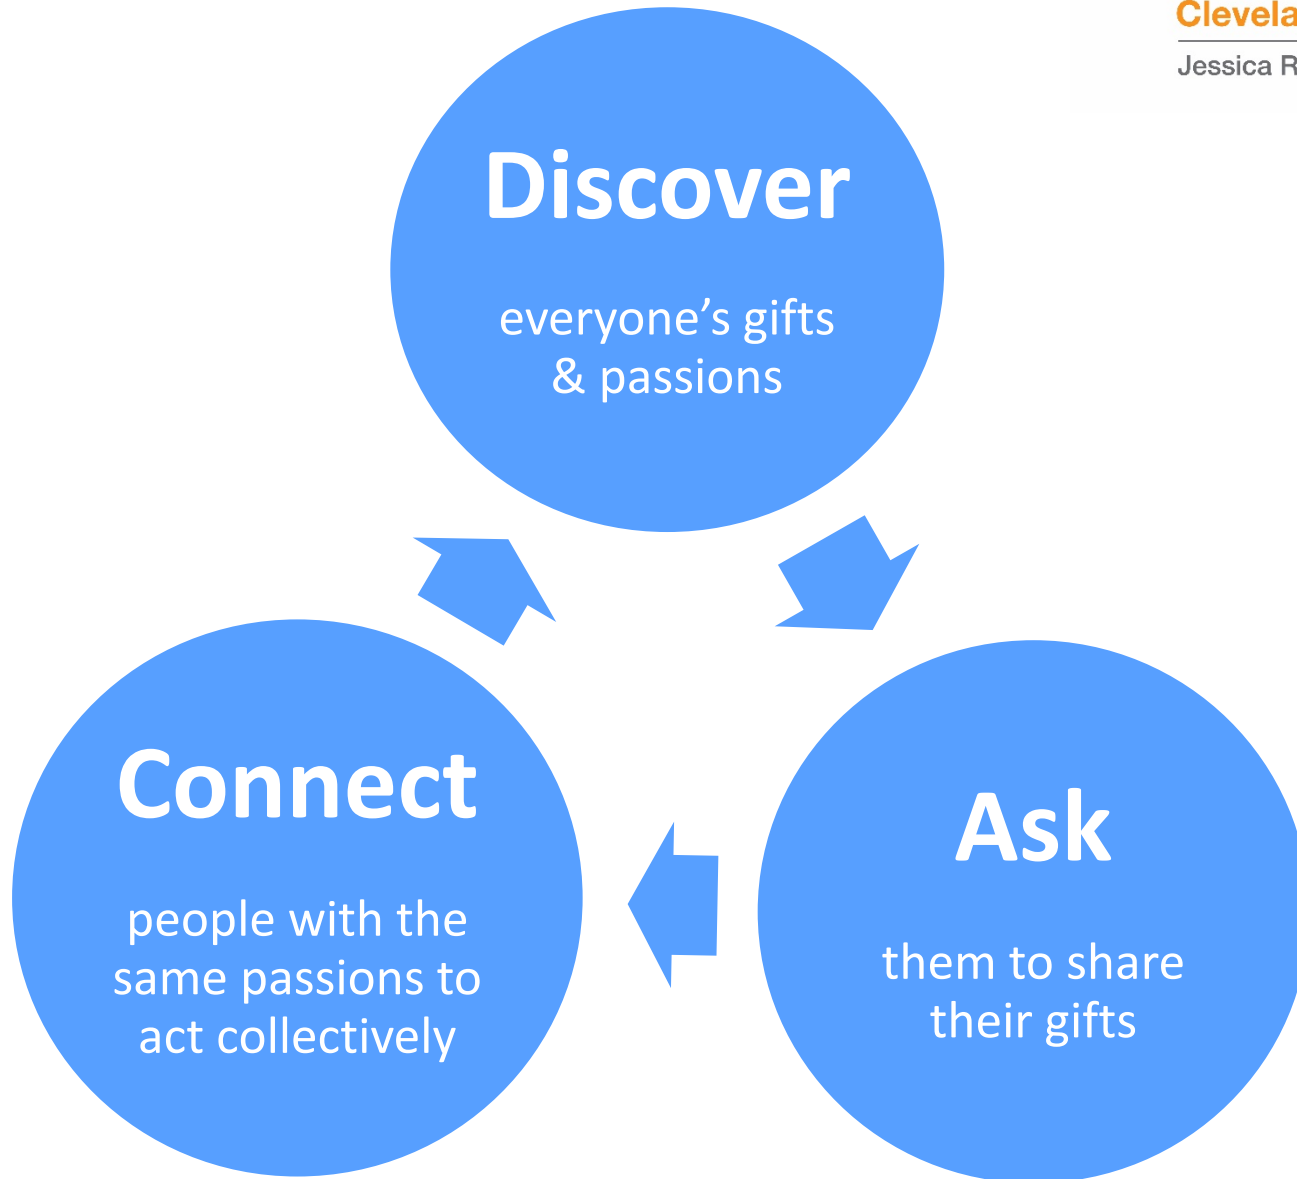 Jessica
Discover
everyone’s gifts
& passions
Connect
people with the
same passions to
act collectively
Ask
them to share
their gifts